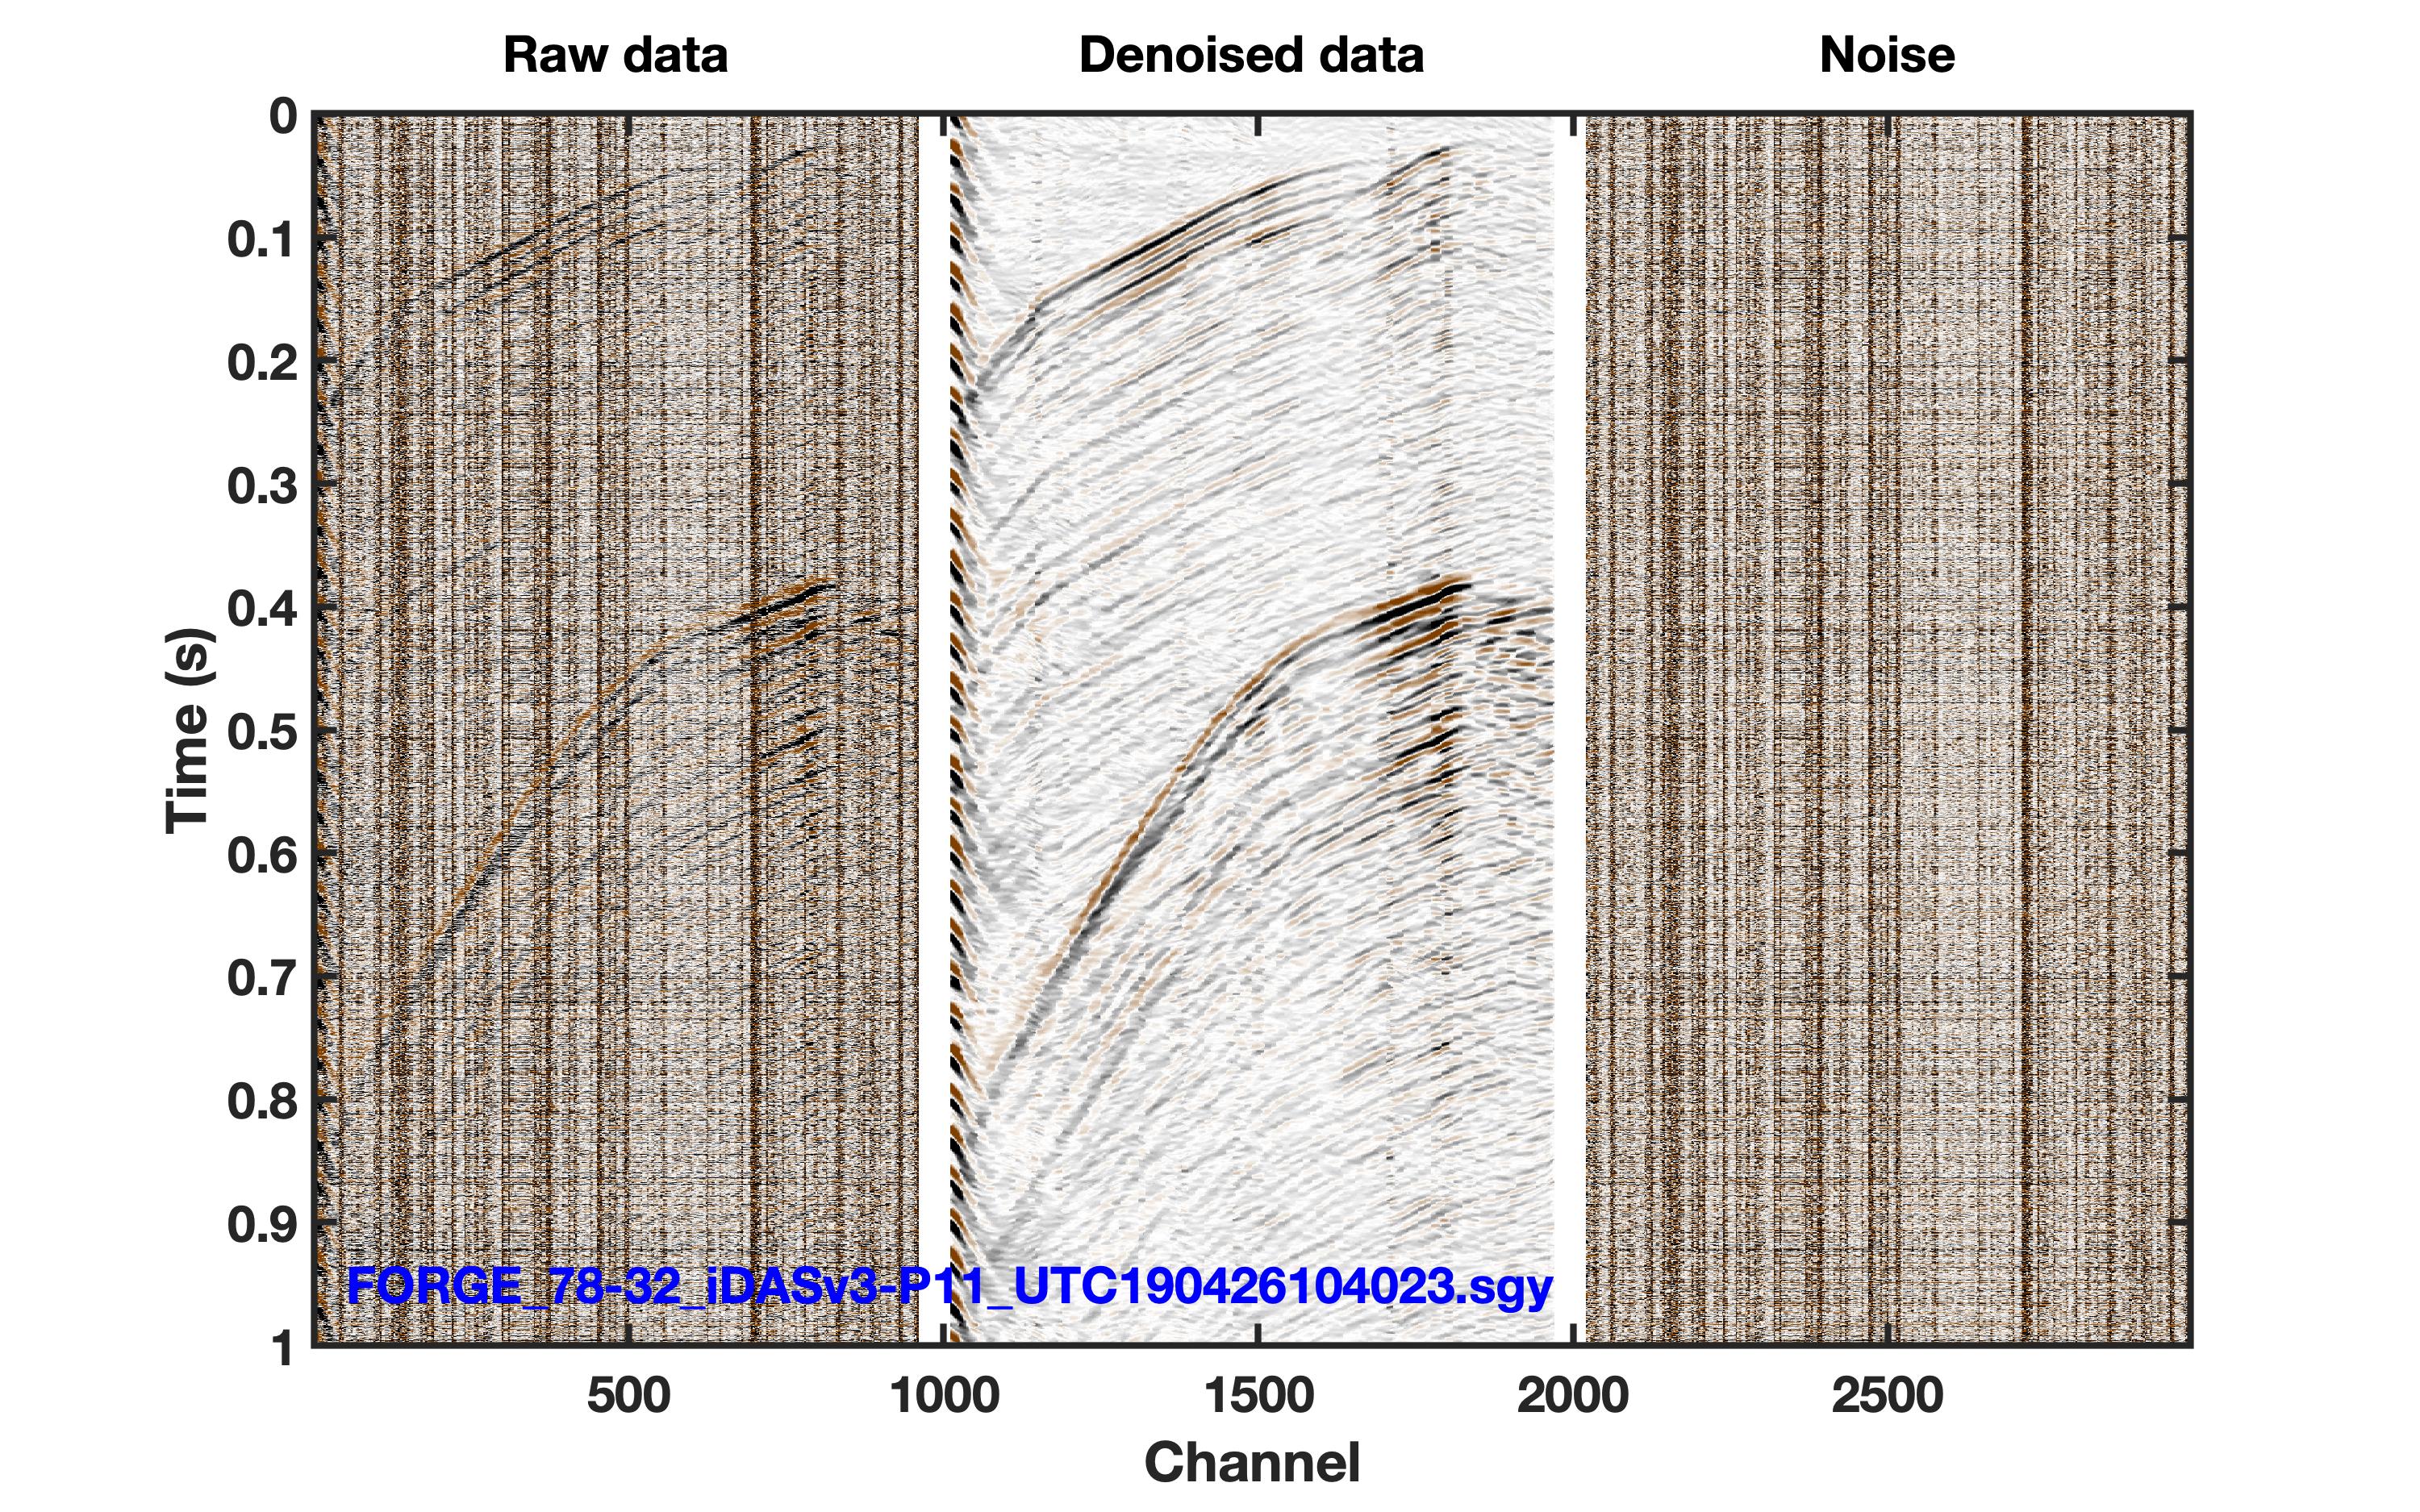 Raw data
Denoised data
Noise
0
0.1
0.2
0.3
0.4
0.5
0.6
0.7
0.8
0.9
1
Time (s)
FORGE_78-32_iDASv3-P11_UTC190426104023.sgy
500
1000
1500
2000
2500
Channel